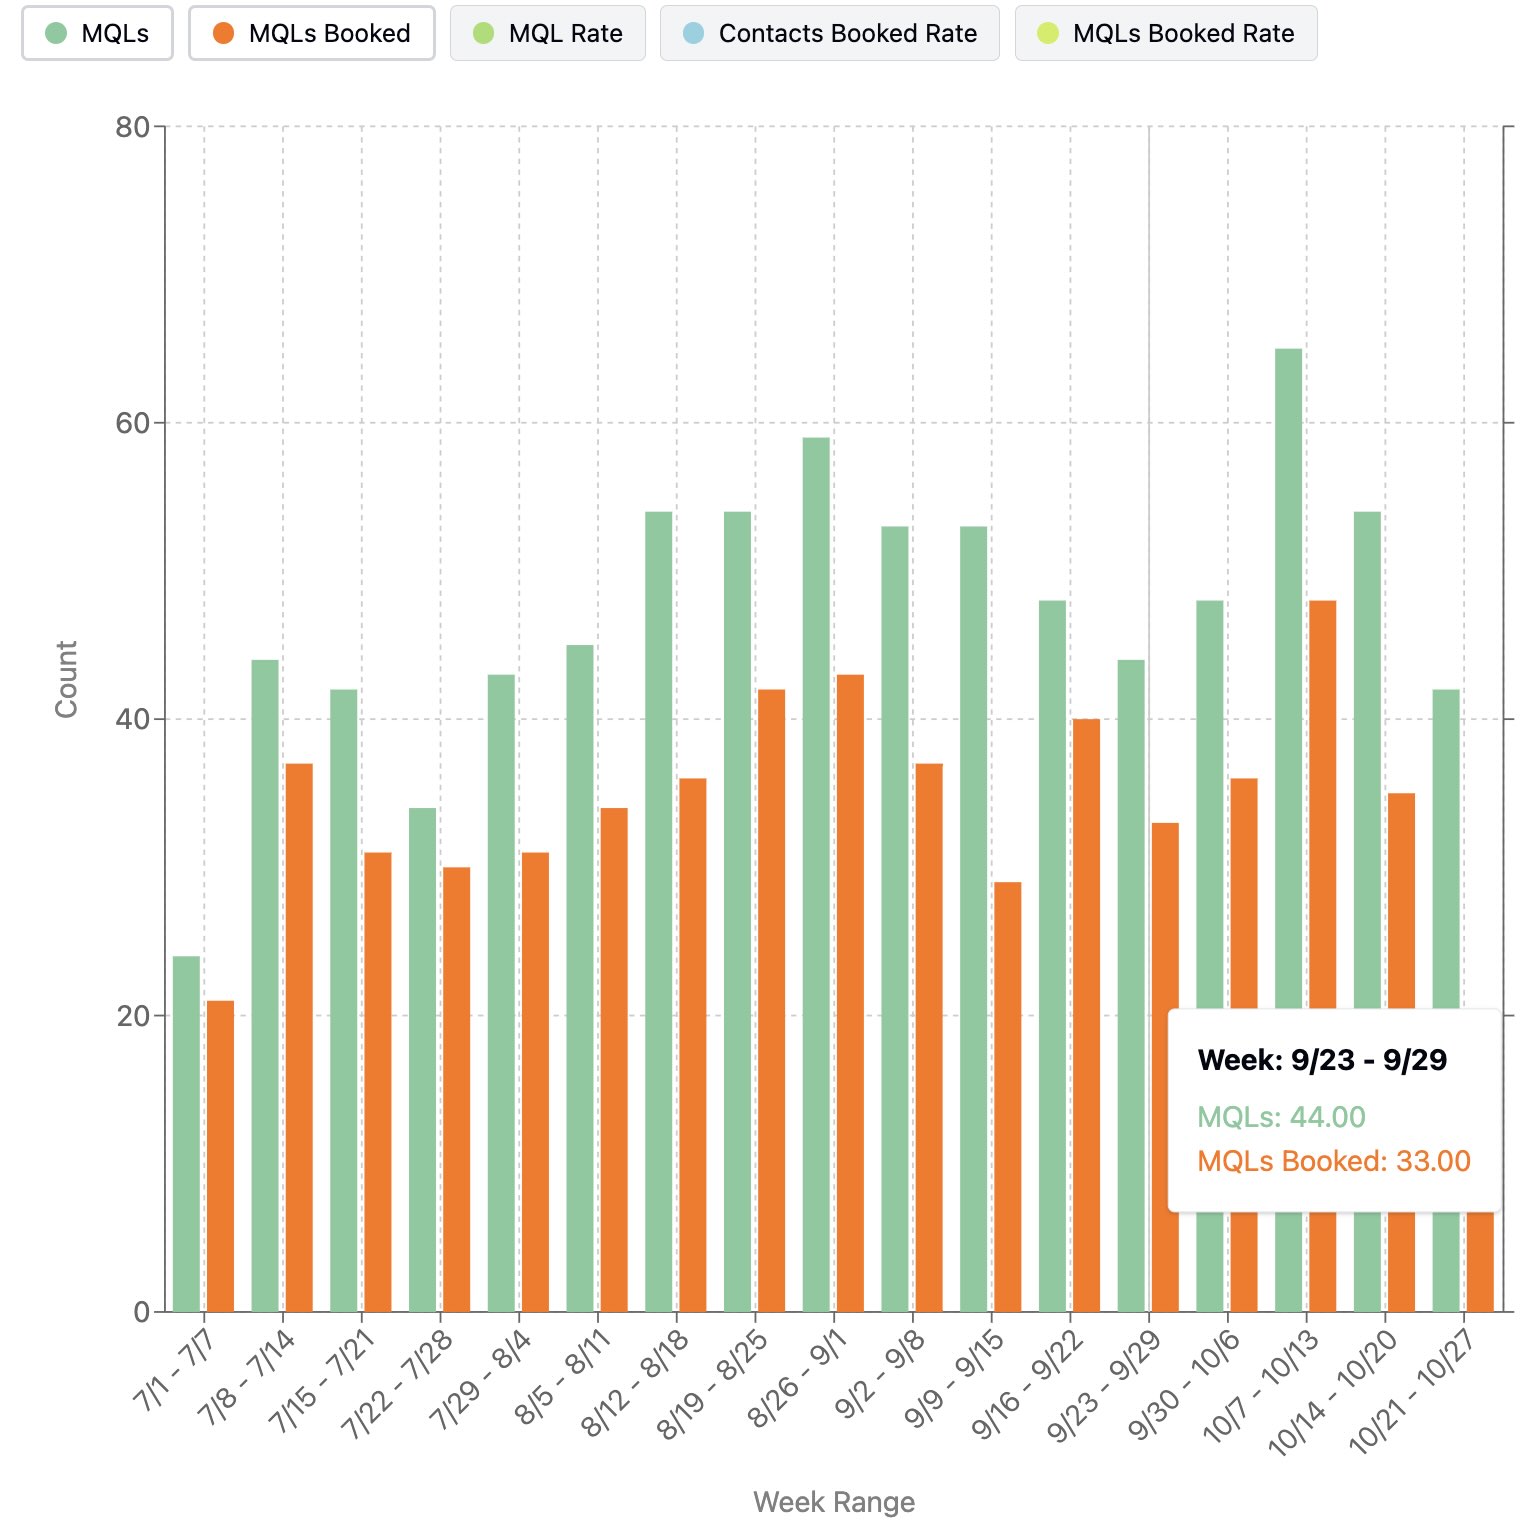 MQLs MQLs Booked MQL Rate Contacts Booked Rate MQLs Booked Rate
80
60
40
20
0
Count
Week: 9/23 - 9/29
MQLs: 44.00
MQLs Booked: 33.00
7/1 - 7/7
7/8 - 7/14
7/15 - 7/21
7/22 - 7/28
7/29 - 8/4
8/5 - 8/11
8/12 - 8/18
8/19 - 8/25
8/26 - 9/1
9/2 - 9/8
9/9 - 9/15
9/16 - 9/22
9/23 - 9/29
9/30 - 10/6
10/7 - 10/13
10/14 - 10/20
10/21 - 10/27
Week Range